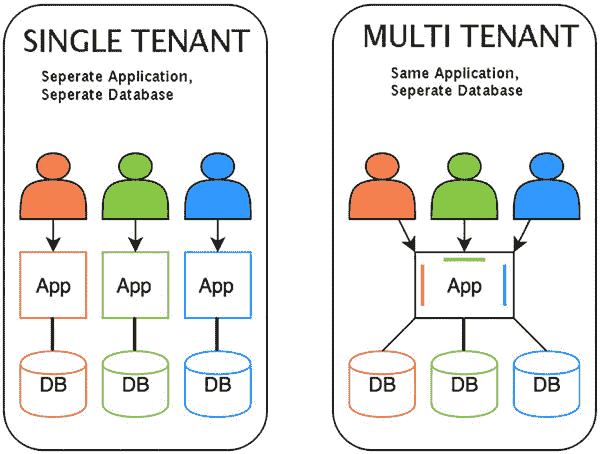 SINGLE TENANT
Seperate Application,
Seperate Database
App
App
App
DB
DB
DB
MULTI TENANT
Same Application,
Seperate Database
App
DB
DB
DB